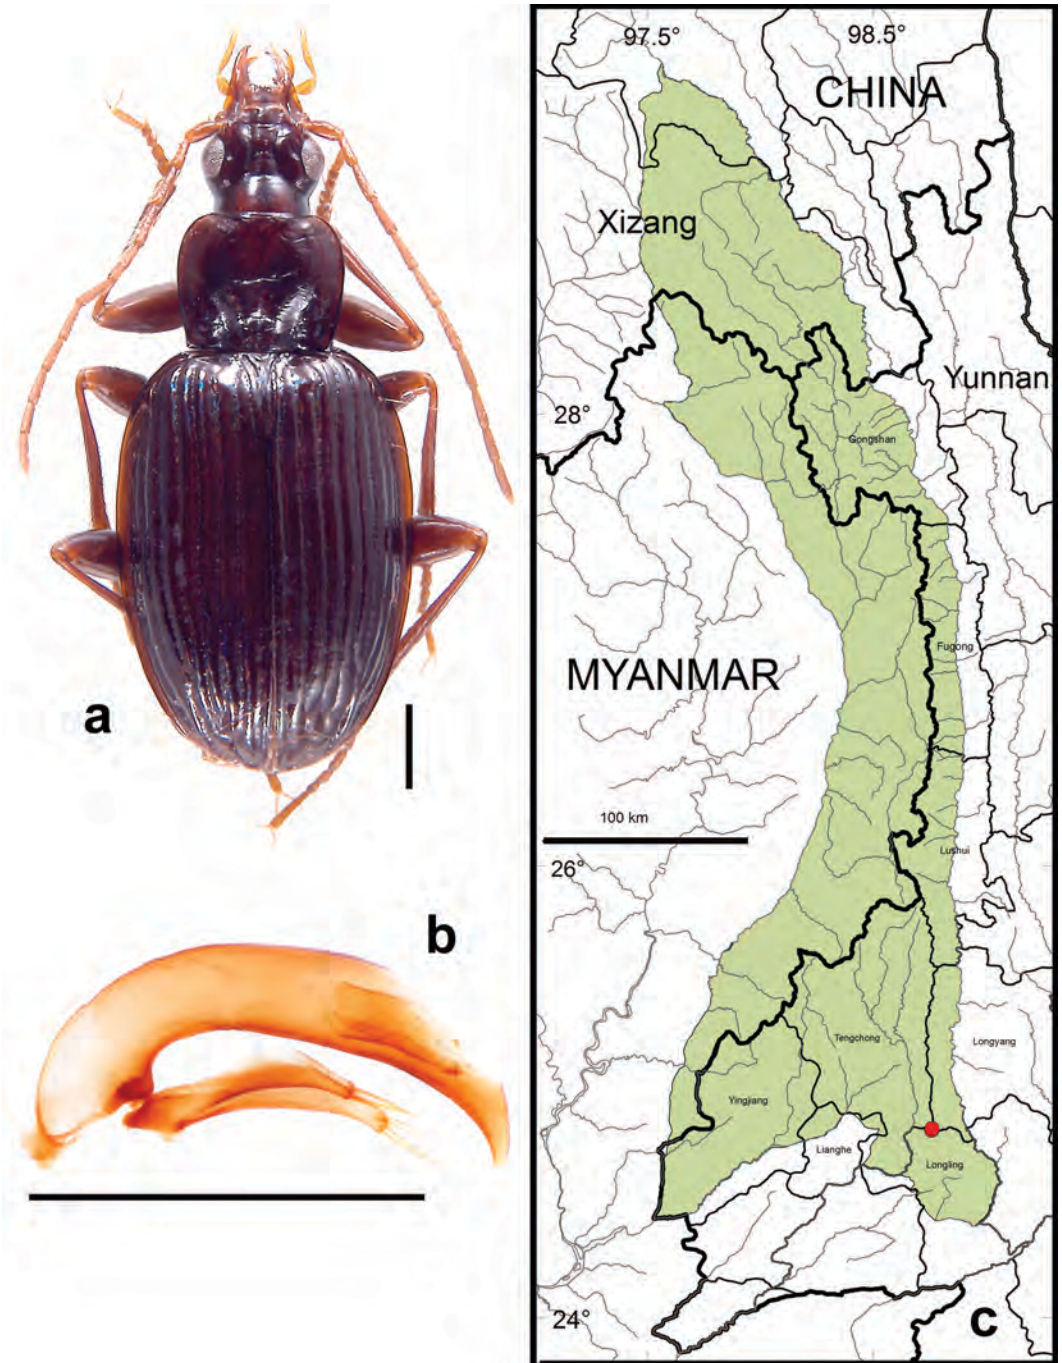 a
b
97.5°
98.5°
CHINA
Xizang
Yunnan
28°
Gongshan
Fugong
MYANMAR
100 km
Lushui
26°
Tengchong
Longyang
Yingjiang
Lianghe
Longling
24°
c